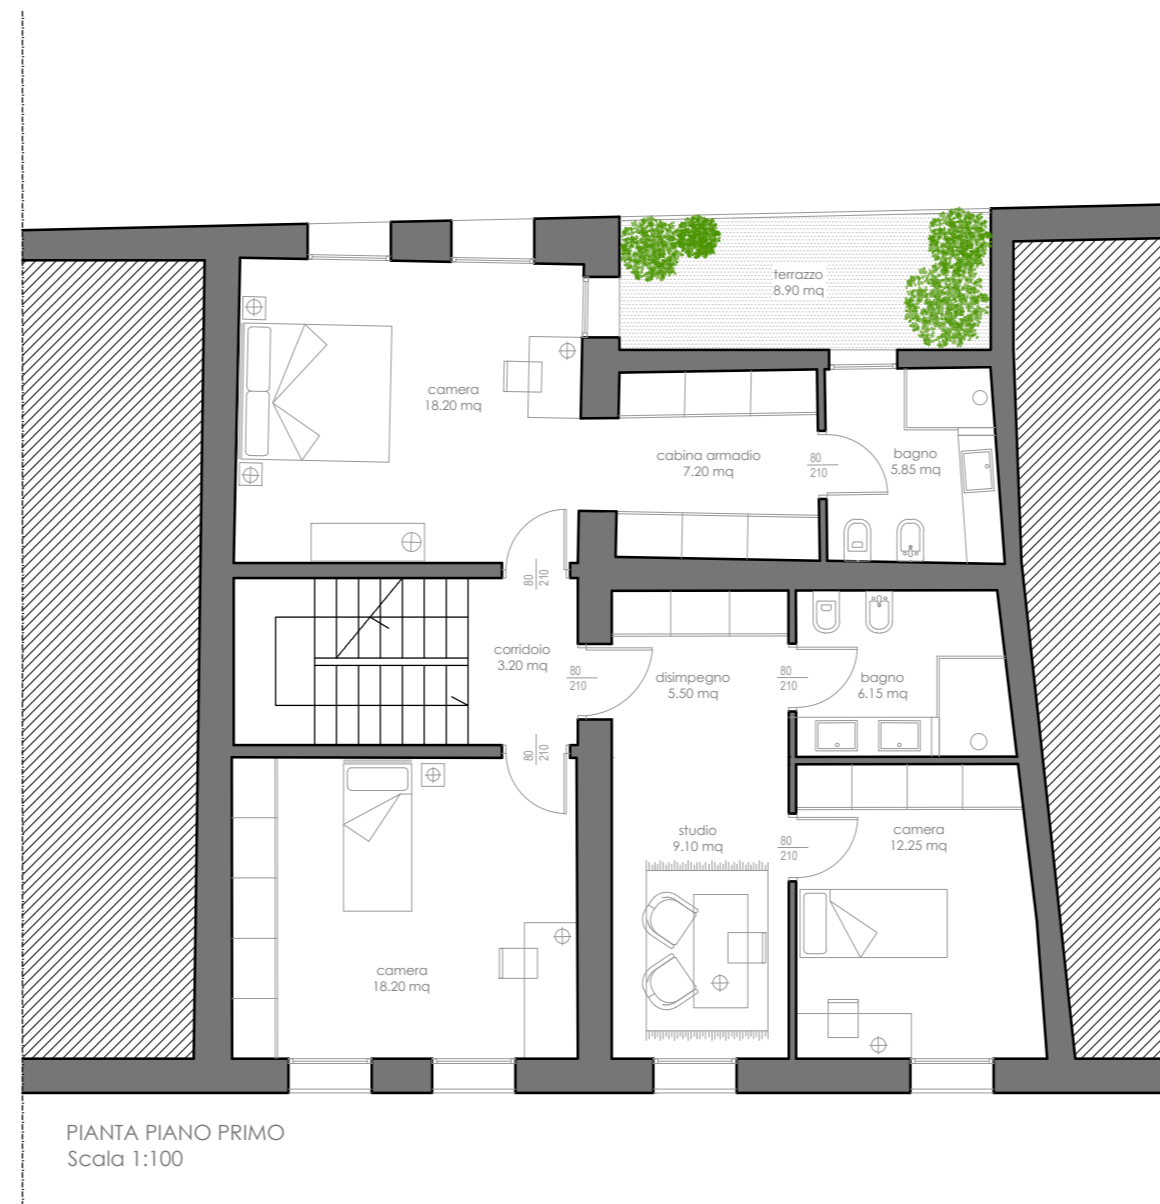 terrazzo
8.90 mq
camera
18.20 mq
cabina armadio
7.20 mq
80
210
bagno
5.85 mq
80
210
corridoio
3.20 mq
80
210
disimpegno
5.50 mq
80
210
bagno
6.15 mq
80
210
studio
9.10 mq
80
210
camera
12.25 mq
camera
18.20 mq
PIANTA PIANO PRIMO
Scala 1:100